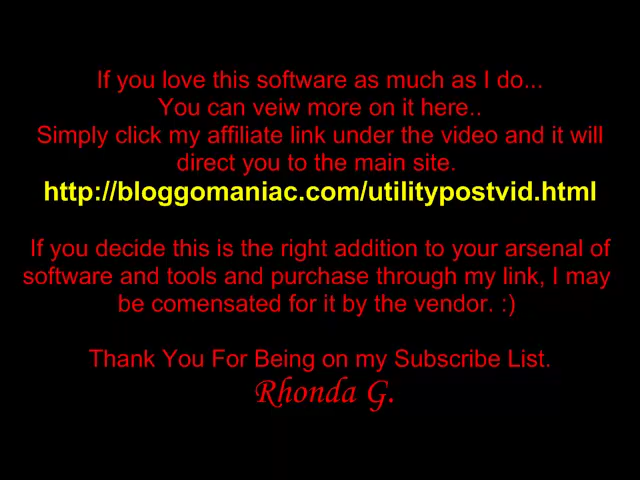 If you love this software as much as I do...
You can veiw more on it here..
Simply click my affiliate link under the video and it will
direct you to the main site.
http://bloggomaniac.com/utilitypostvid.html
If you decide this is the right addition to your arsenal of
software and tools and purchase through my link, I may
be comensated for it by the vendor. :)
Thank You For Being on my Subscribe List.
Rhonda G.